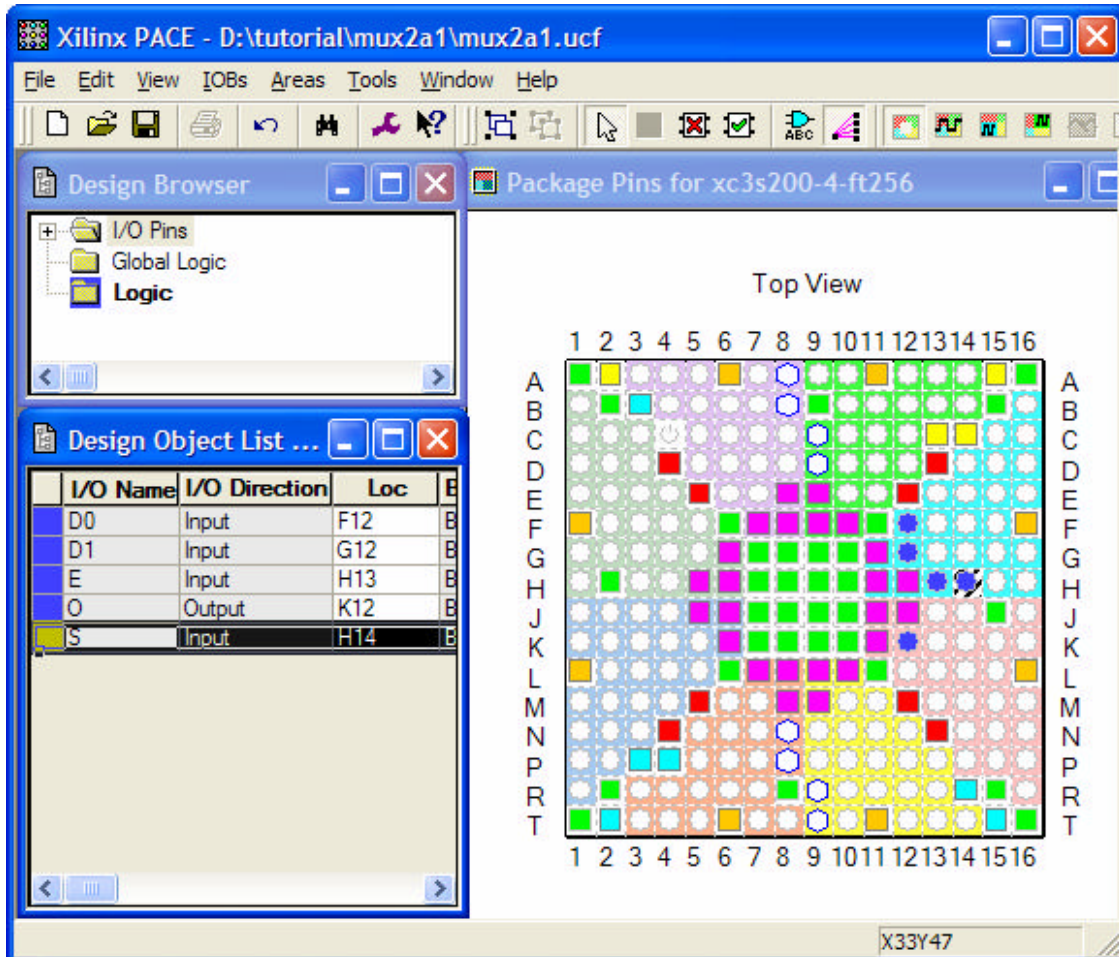 Xilinx PACE - D:\tutorial\mux2a1\mux2a1.ucf
File Edit View IOBs Areas Tools Window Help
ABC
Design Browser
I/O Pins
Global Logic
Logic
Package Pins for xc3s200-4-ft256
Top View
1 2 3 4 5 6 7 8 9 10 11 12 13 14 15 16
A A
B B
C C
D D
E E
F F
G G
H H
J J
K K
L L
M M
N N
P P
R R
T T
1 2 3 4 5 6 7 8 9 10 11 12 13 14 15 16
Design Object List ...
I/O Name I/O Direction Loc B
D0 Input F12 B
D1 Input G12 B
E Input H13 B
O Output K12 B
S Input H14 B
X33Y47